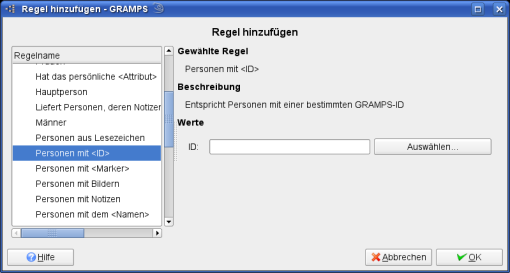 Regel hinzufügen - GRAMPS
Regel hinzufügen
Regelname
Hat das persönliche <Attribut>
Hauptperson
Liefert Personen, deren Notizen
Männer
Personen aus Lesezeichen
Personen mit <ID>
Personen mit <Marker>
Personen mit Bildern
Personen mit Notizen
Personen mit dem <Namen>
Gewählte Regel
Personen mit <ID>
Beschreibung
Entspricht Personen mit einer bestimmten GRAMPS-ID
Werte
ID:
Auswählen...
Hilfe
Abbrechen
OK